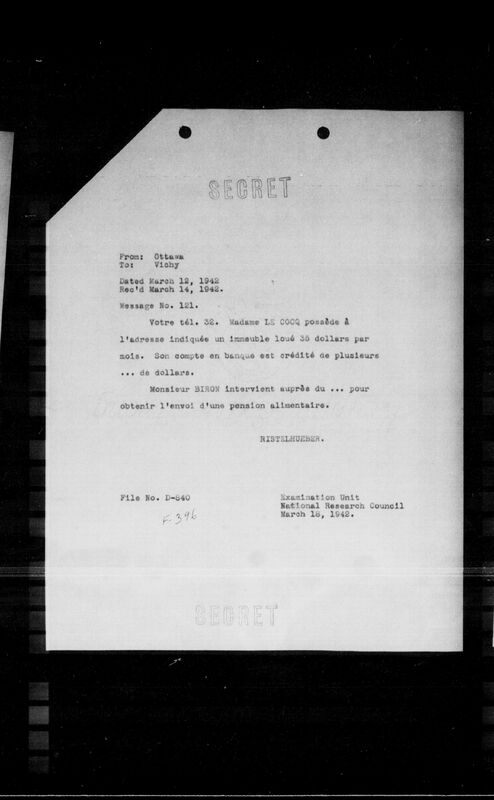 SECRET
From: Ottawa
To: Vichy
Dated March 12, 1942
Rec'd March 14, 1942.
Message No. 121.
Votre tél. 32. Madame LE COCQ possède à
l'adresse indiquée un immeuble loué 35 dollars par
mois. Son compte en banque est crédité de plusieurs
... de dollars.
Monsieur BIRON intervient auprès du ... pour
obtenir l'envoi d'une pension alimentaire.
RISTELHUEBER.
File No. D-840
F 396
Examination Unit
National Research Council
March 18, 1942.
SECRET